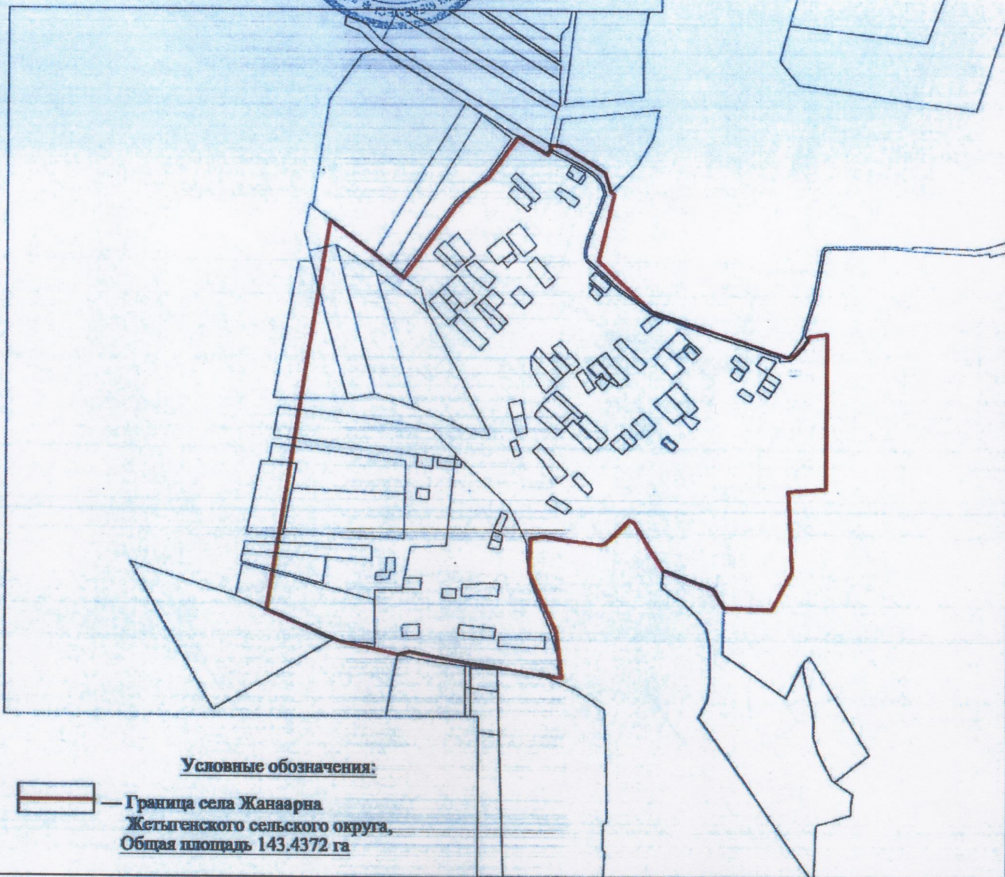 Условные обозначения:
— Граница села Жанаарна
Жетыгенского сельского округа,
Общая площадь 143.4372 га